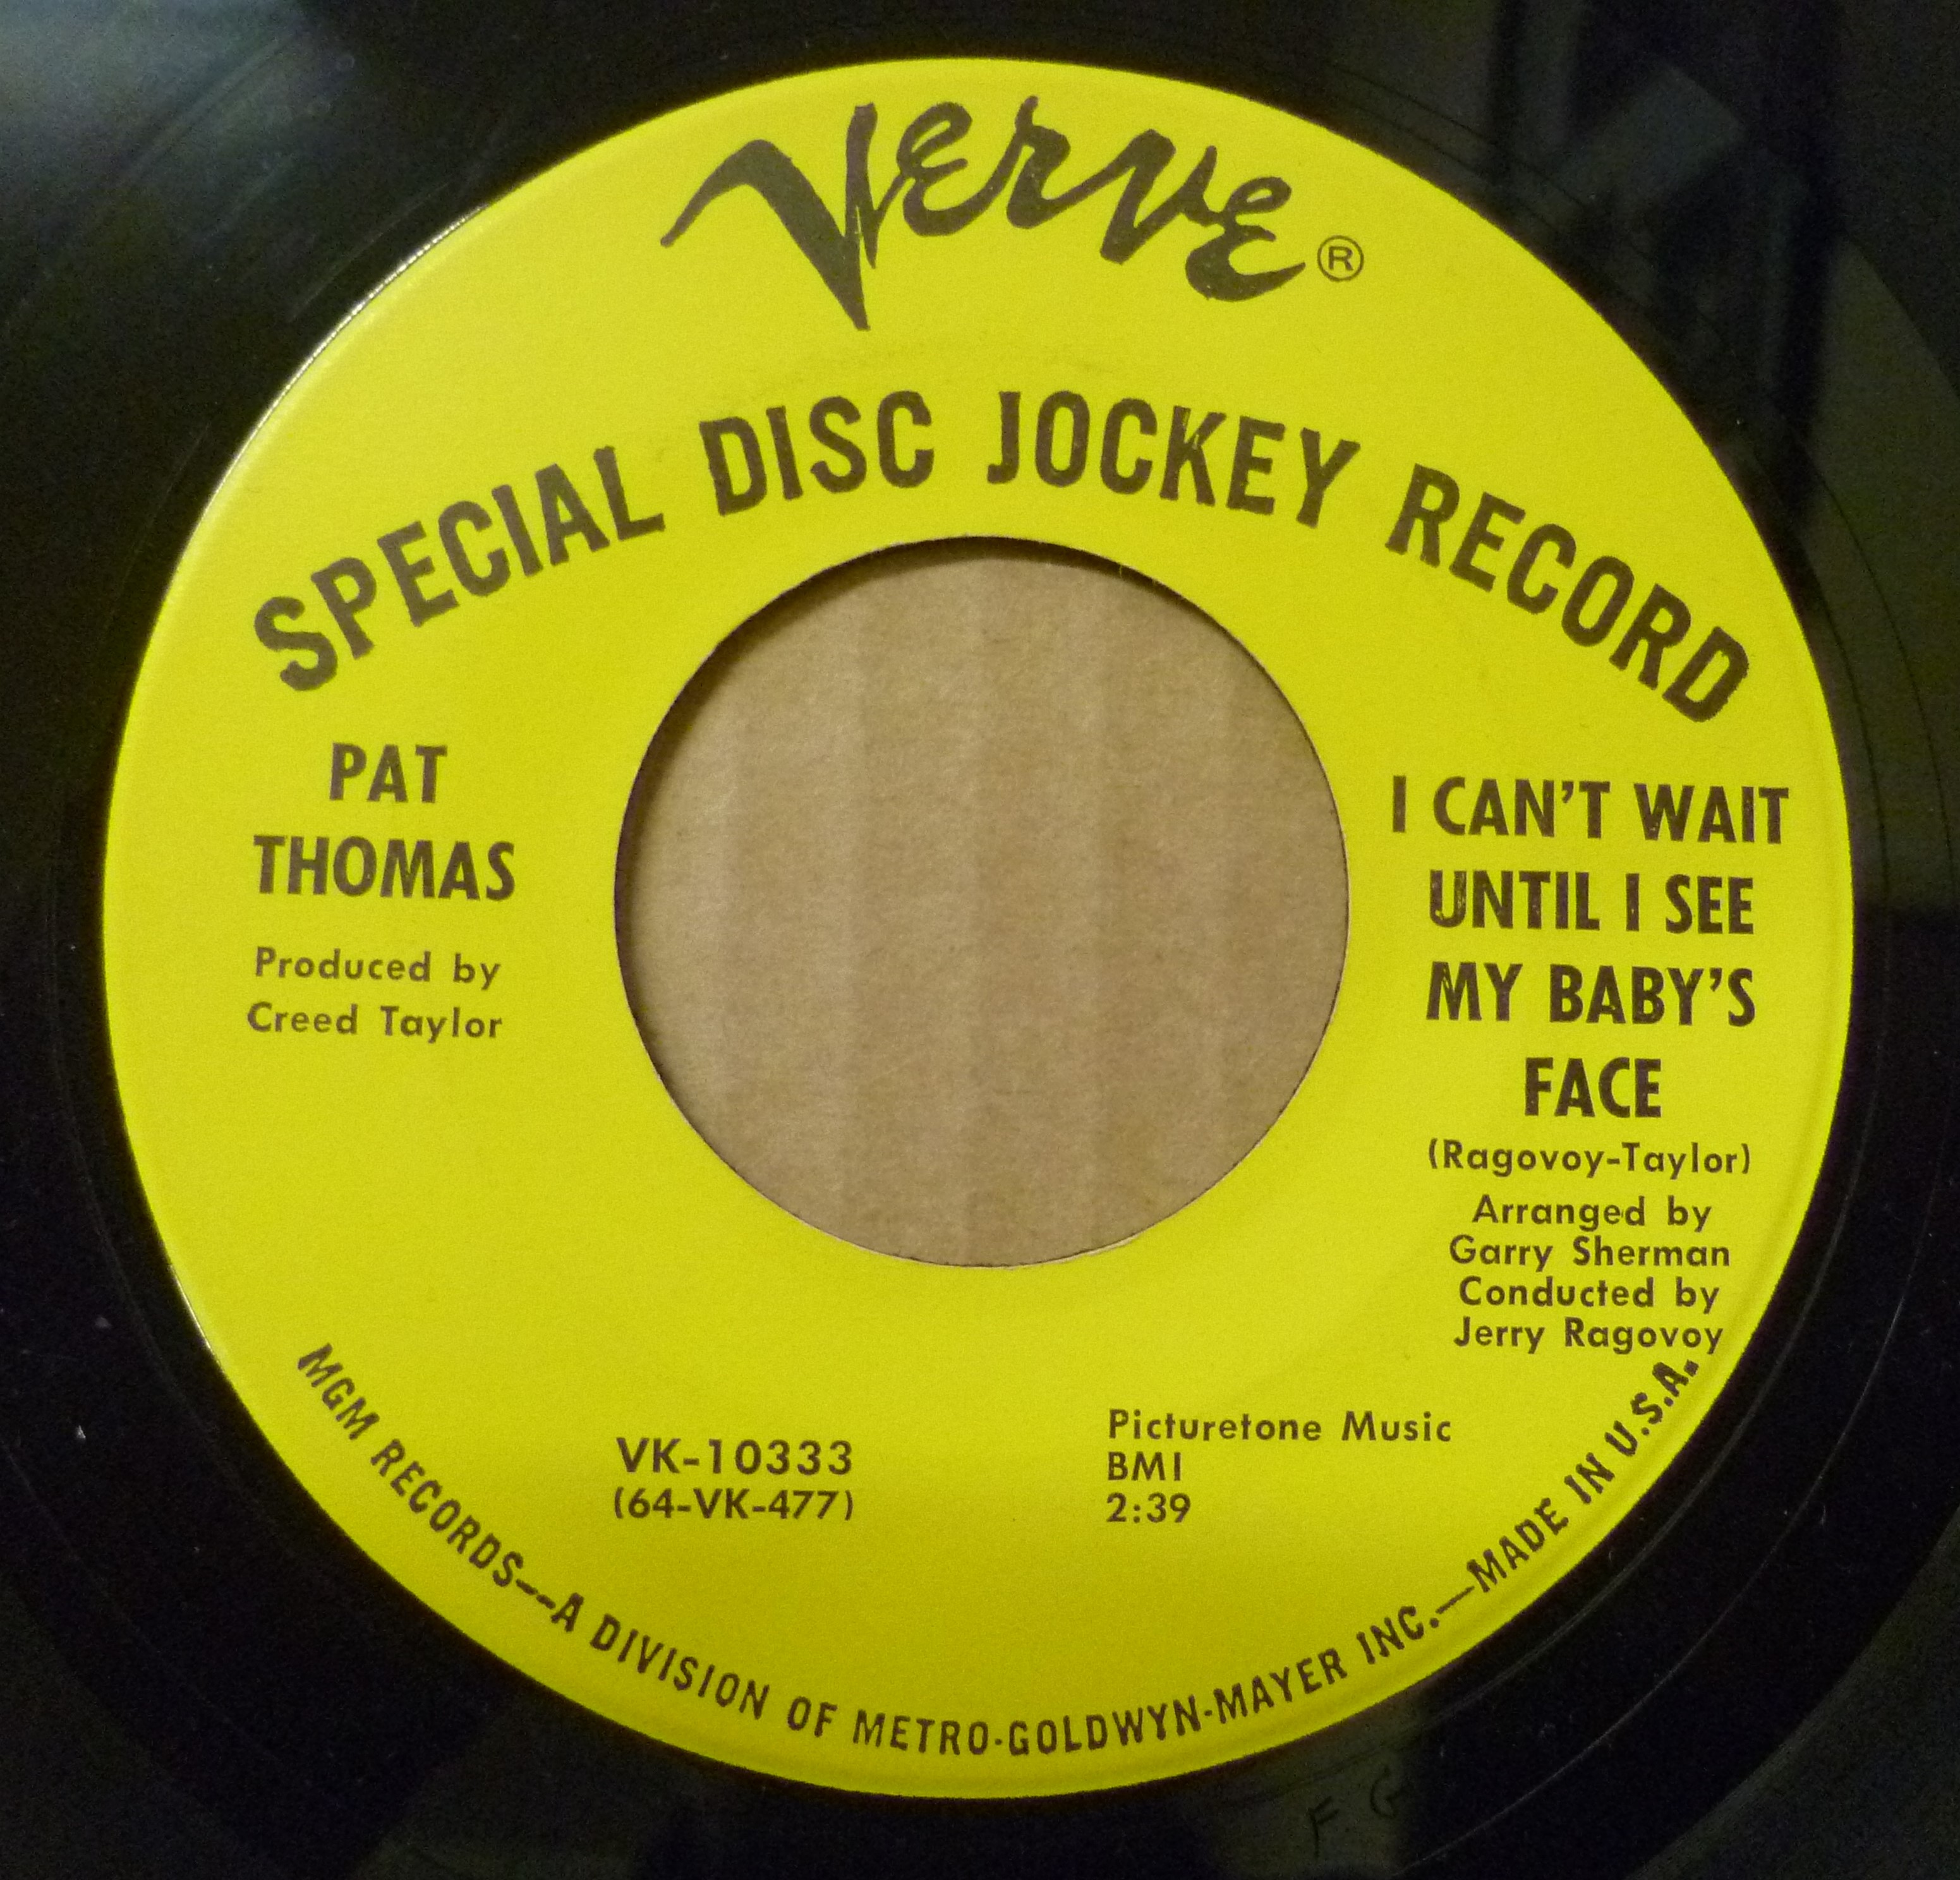 Verve®
SPECIAL DISC JOCKEY RECORD
PAT
THOMAS
Produced by
Creed Taylor
I CAN'T WAIT
UNTIL I SEE
MY BABY'S
FACE
(Ragovoy-Taylor)
Arranged by
Garry Sherman
Conducted by
Jerry Ragovoy
VK-10333
(64-VK-477)
Picturetone Music
BMI
2:39
MGM RECORDS—A DIVISION OF METRO-GOLDWYN-MAYER INC.—MADE IN U.S.A.
F G